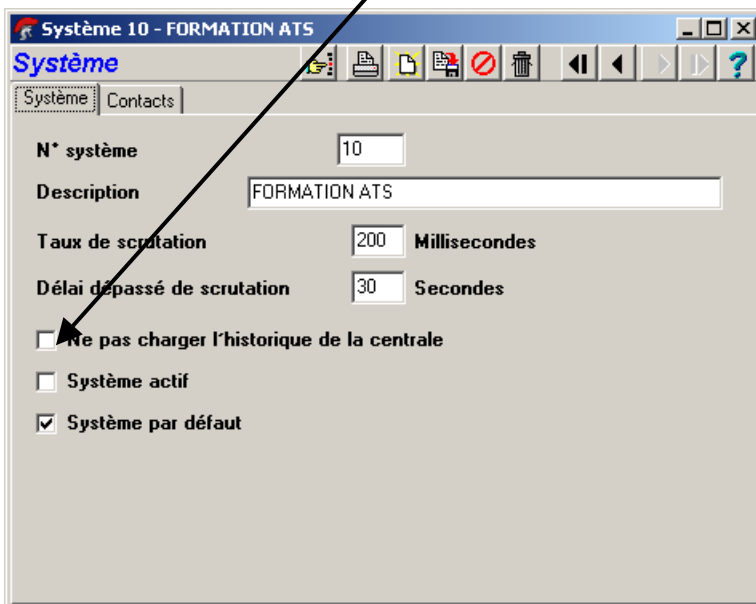 Système 10 - FORMATION ATS
Système
?
Système Contacts
N° système 10
Description FORMATION ATS
Taux de scrutation 200 Millisecondes
Délai dépassé de scrutation 30 Secondes
Ne pas charger l'historique de la centrale
Système actif
Système par défaut